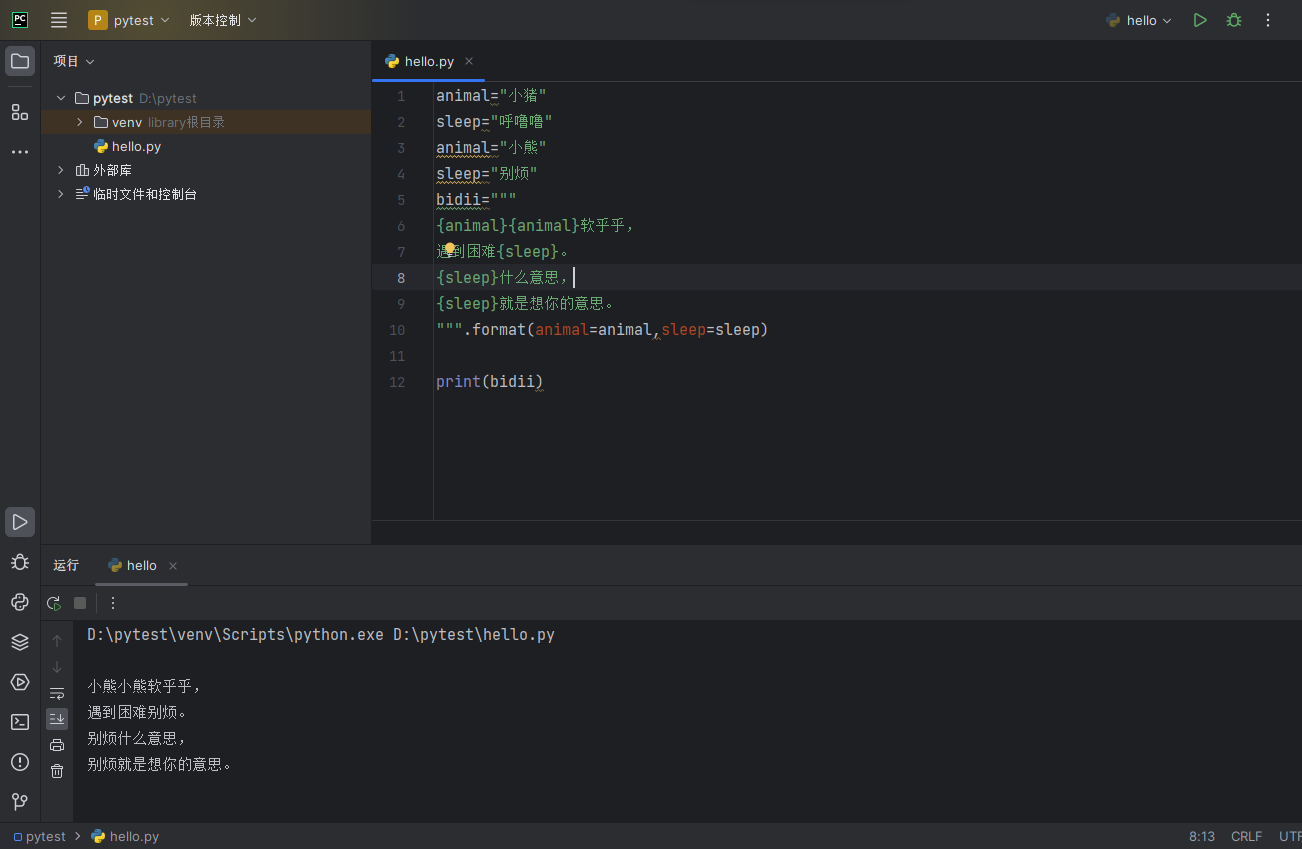 PC
P pytest
版本控制
hello
项目
hello.py
pytest D:\pytest
venv library根目录
hello.py
外部库
临时文件和控制台
1 animal="小猪"
2 sleep="呼噜噜"
3 animal="小熊"
4 sleep="别烦"
5 bidii="""
6 {animal}{animal}软乎乎，
7 遇到困难{sleep}。
8 {sleep}什么意思，
9 {sleep}就是想你的意思。
10 """.format(animal=animal,sleep=sleep)
11
12 print(bidii)
运行
hello
D:\pytest\venv\Scripts\python.exe D:\pytest\hello.py
小熊小熊软乎乎，
遇到困难别烦。
别烦什么意思，
别烦就是想你的意思。
pytest
hello.py
8:13
CRLF
UTF